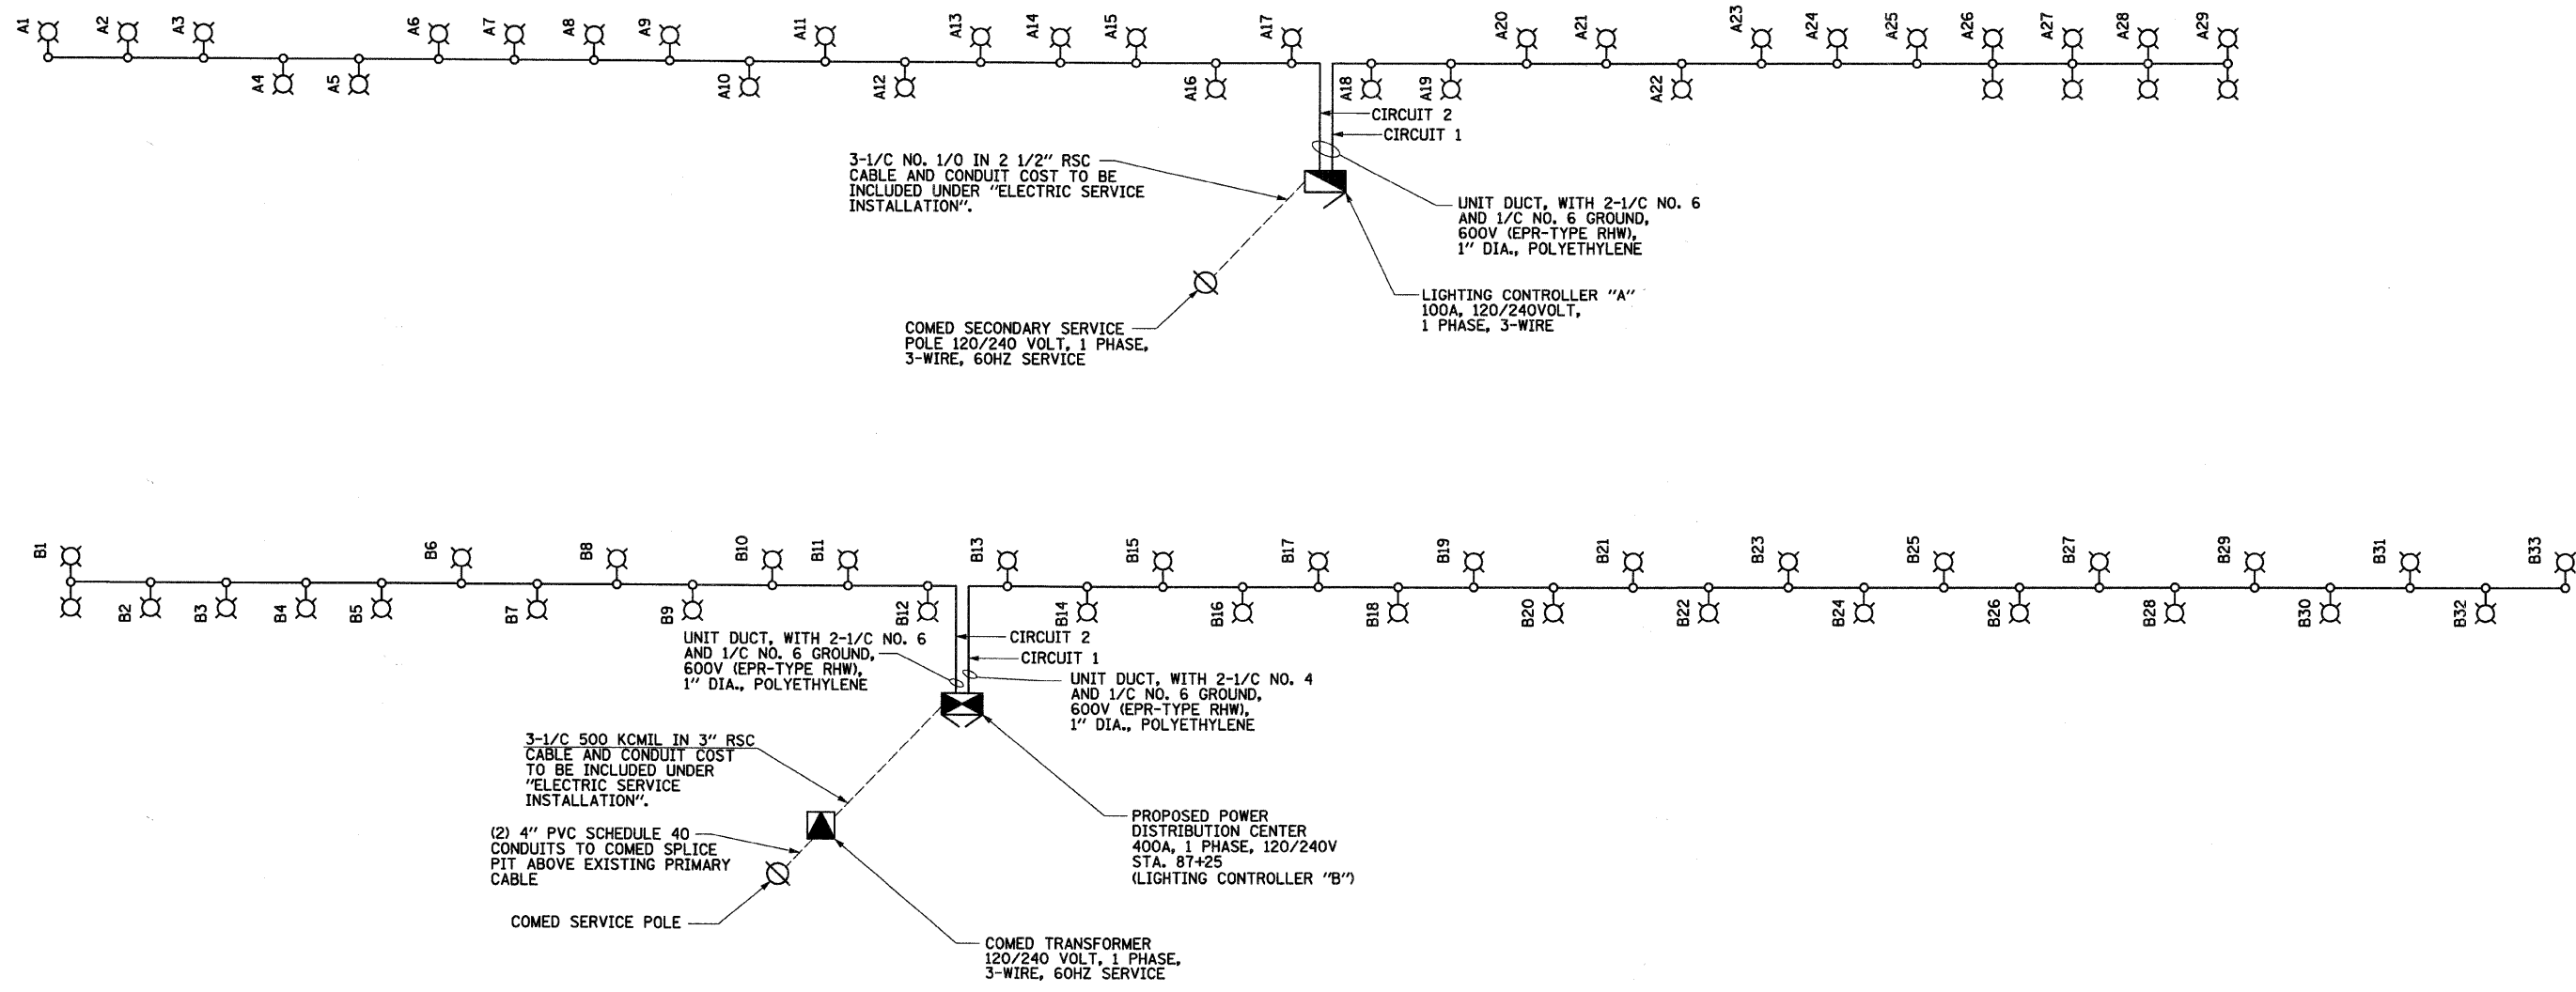 A1
A2
A3
A4
A5
A6
A7
A8
A9
A10
A11
A12
A13
A14
A15
A16
A17
A18
A19
A20
A21
A22
A23
A24
A25
A26
A27
A28
A29
CIRCUIT 2
CIRCUIT 1
3-1/C NO. 1/0 IN 2 1/2" RSC
CABLE AND CONDUIT COST TO BE
INCLUDED UNDER "ELECTRIC SERVICE
INSTALLATION".
UNIT DUCT, WITH 2-1/C NO. 6
AND 1/C NO. 6 GROUND,
600V (EPR-TYPE RHW),
1" DIA., POLYETHYLENE
LIGHTING CONTROLLER "A"
100A, 120/240VOLT,
1 PHASE, 3-WIRE
COMED SECONDARY SERVICE
POLE 120/240 VOLT, 1 PHASE,
3-WIRE, 60HZ SERVICE
B1
B2
B3
B4
B5
B6
B7
B8
B9
B10
B11
B12
B13
B14
B15
B16
B17
B18
B19
B20
B21
B22
B23
B24
B25
B26
B27
B28
B29
B30
B31
B32
B33
UNIT DUCT, WITH 2-1/C NO. 6
AND 1/C NO. 6 GROUND,
600V (EPR-TYPE RHW),
1" DIA., POLYETHYLENE
CIRCUIT 2
CIRCUIT 1
UNIT DUCT, WITH 2-1/C NO. 4
AND 1/C NO. 6 GROUND,
600V (EPR-TYPE RHW),
1" DIA., POLYETHYLENE
3-1/C 500 KCMIL IN 3" RSC
CABLE AND CONDUIT COST
TO BE INCLUDED UNDER
"ELECTRIC SERVICE
INSTALLATION".
(2) 4" PVC SCHEDULE 40
CONDUITS TO COMED SPLICE
PIT ABOVE EXISTING PRIMARY
CABLE
COMED SERVICE POLE
PROPOSED POWER
DISTRIBUTION CENTER
400A, 1 PHASE, 120/240V
STA. 87+25
(LIGHTING CONTROLLER "B")
COMED TRANSFORMER
120/240 VOLT, 1 PHASE,
3-WIRE, 60HZ SERVICE